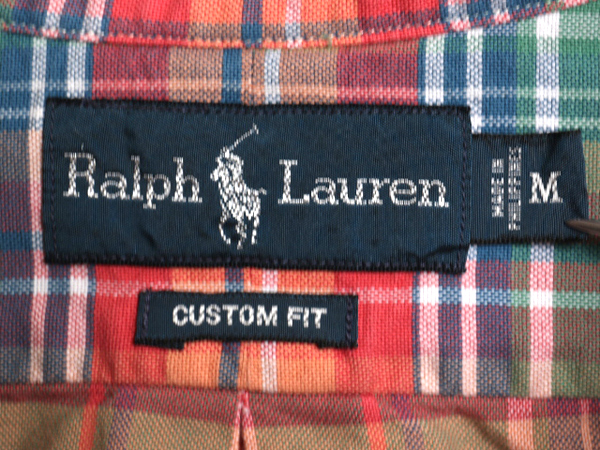 Ralph Lauren
MADE IN
PHILIPPINES
M
CUSTOM FIT